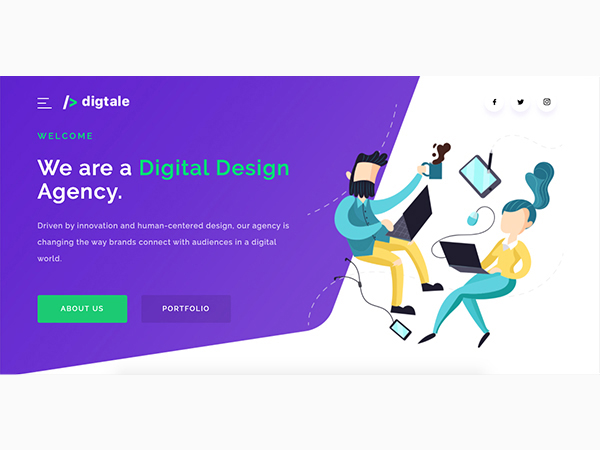 /> digtale
WELCOME
We are a Digital Design
Agency.
Driven by innovation and human-centered design, our agency is
changing the way brands connect with audiences in a digital
world.
ABOUT US
PORTFOLIO